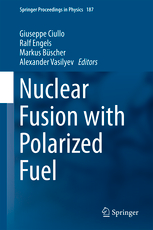 Springer Proceedings in Physics 187
Giuseppe Ciullo
Ralf Engels
Markus Büscher
Alexander Vasilyev Editors
Nuclear
Fusion with
Polarized
Fuel
Springer